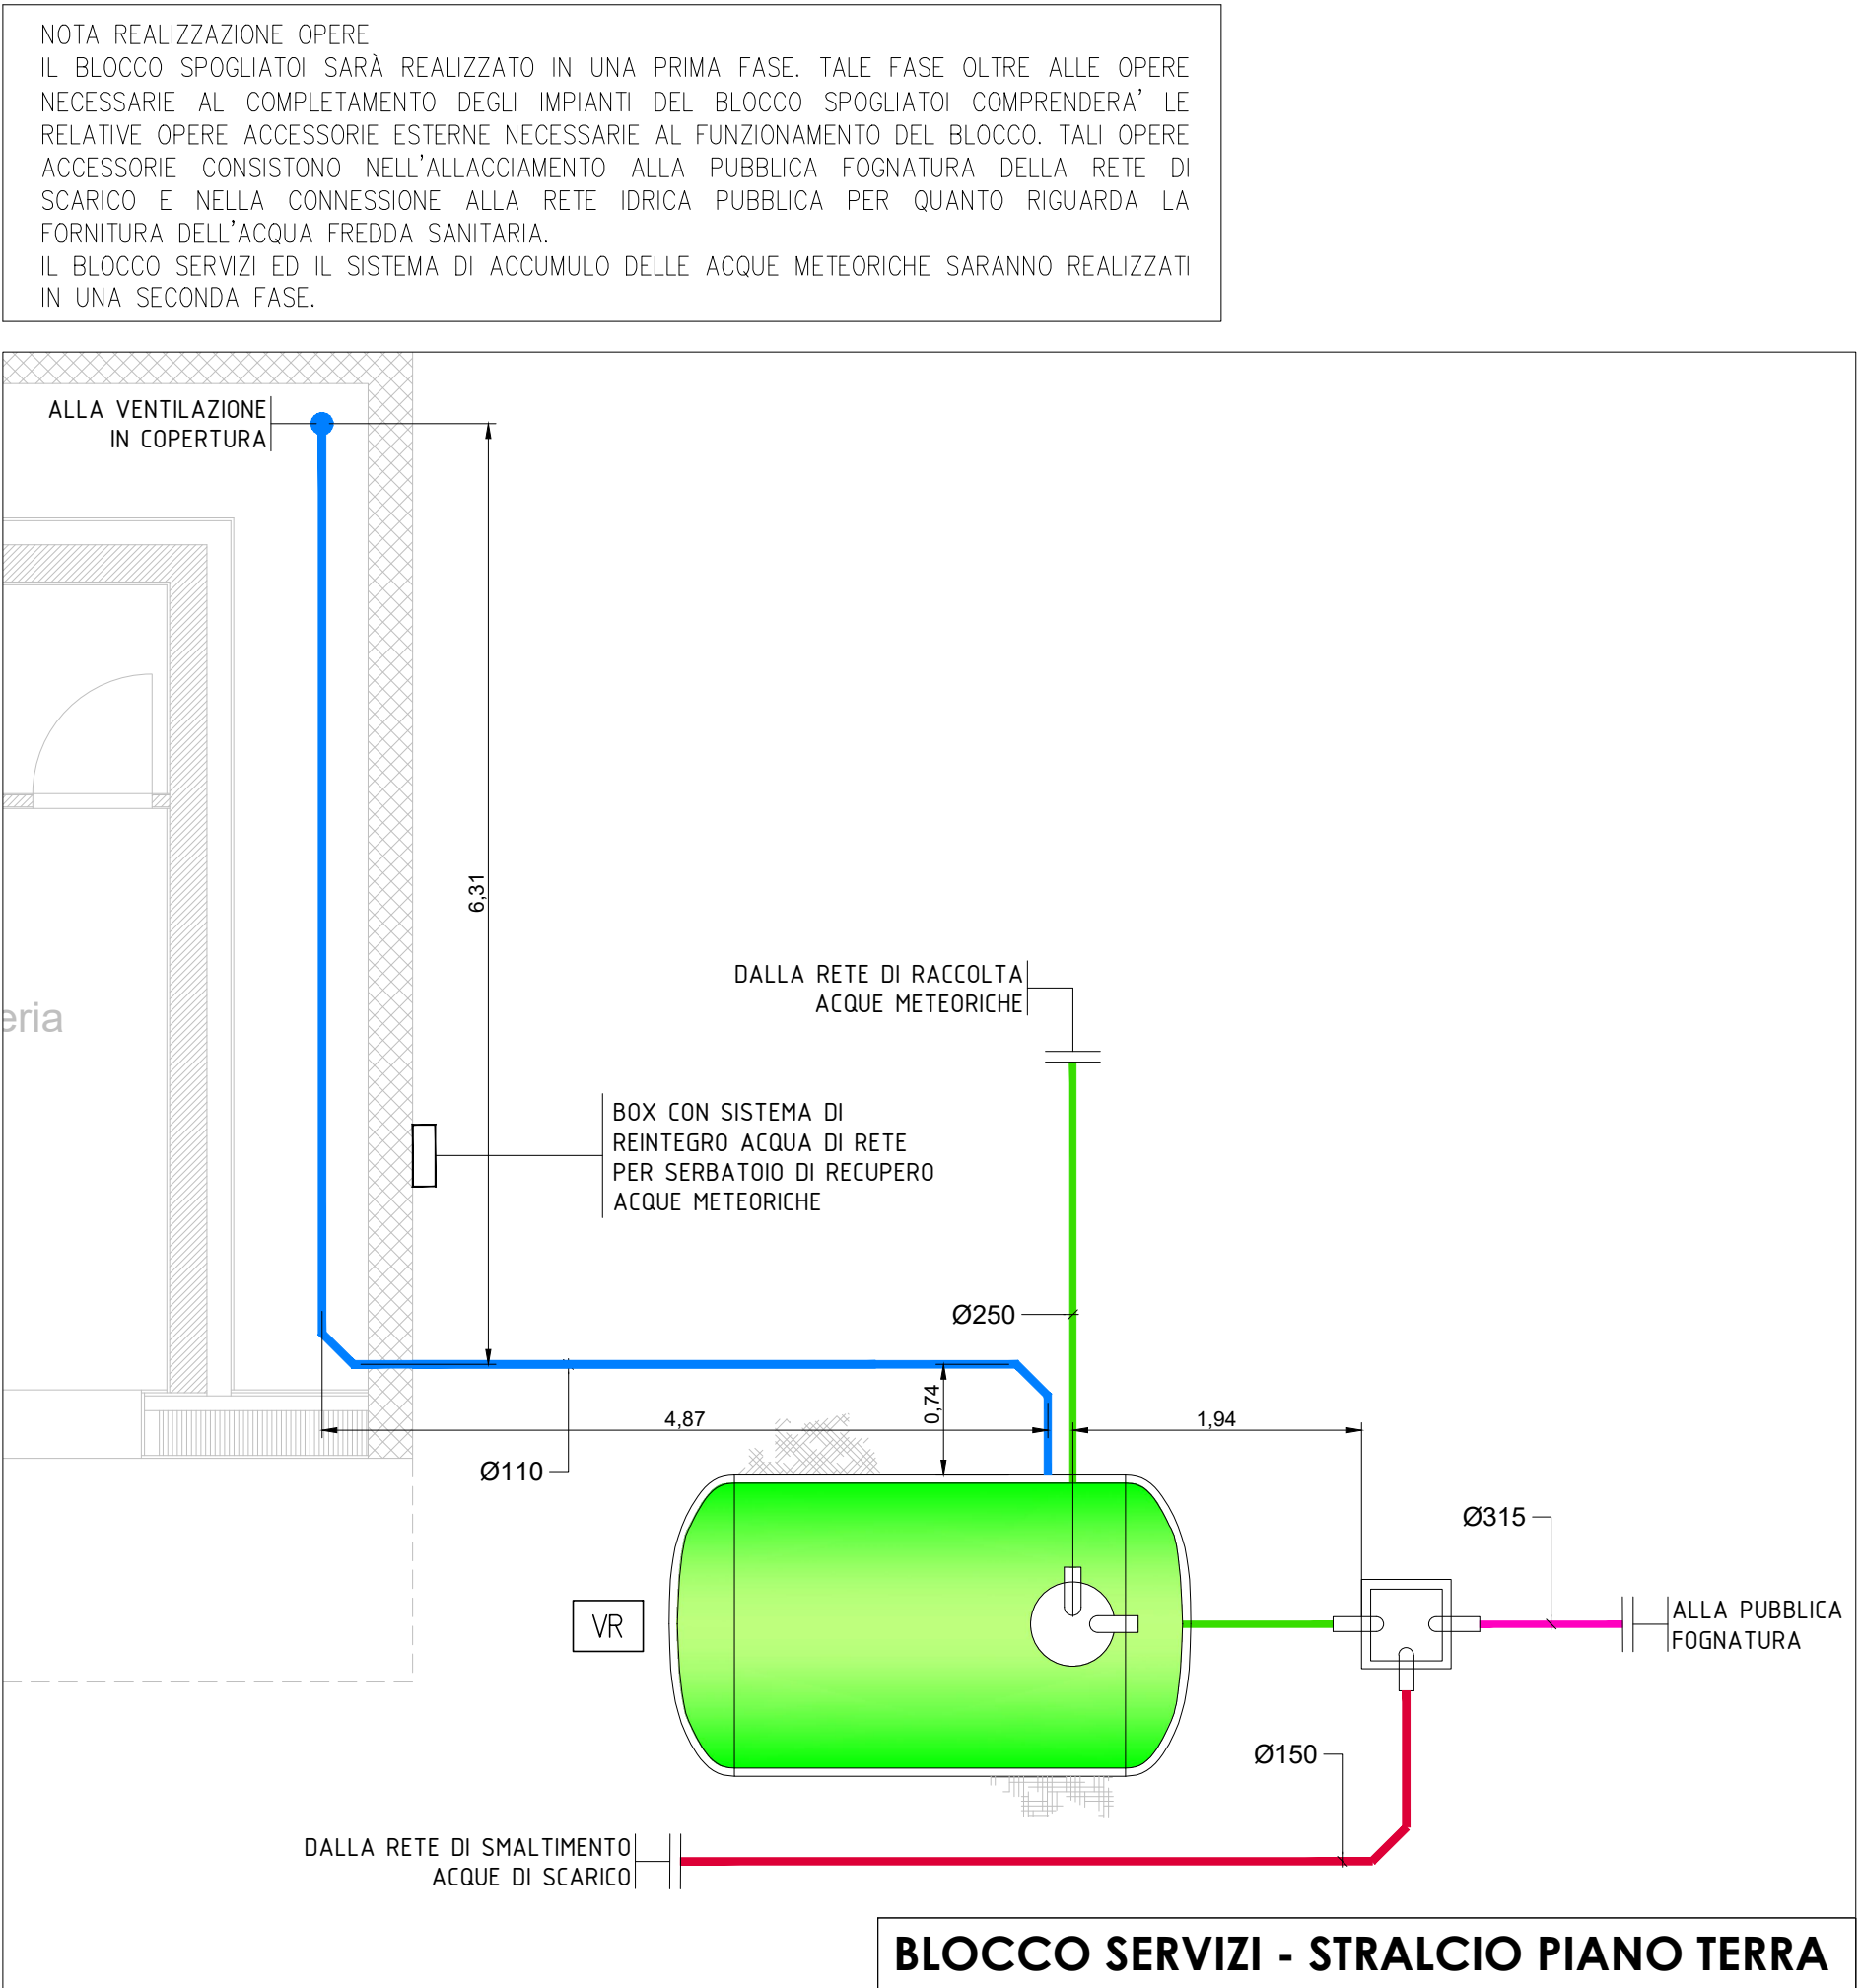 NOTA REALIZZAZIONE OPERE
IL BLOCCO SPOGLIATOI SARÀ REALIZZATO IN UNA PRIMA FASE. TALE FASE OLTRE ALLE OPERE
NECESSARIE AL COMPLETAMENTO DEGLI IMPIANTI DEL BLOCCO SPOGLIATOI COMPRENDERA' LE
RELATIVE OPERE ACCESSORIE ESTERNE NECESSARIE AL FUNZIONAMENTO DEL BLOCCO. TALI OPERE
ACCESSORIE CONSISTONO NELL'ALLACCIAMENTO ALLA PUBBLICA FOGNATURA DELLA RETE DI
SCARICO E NELLA CONNESSIONE ALLA RETE IDRICA PUBBLICA PER QUANTO RIGUARDA LA
FORNITURA DELL'ACQUA FREDDA SANITARIA.
IL BLOCCO SERVIZI ED IL SISTEMA DI ACCUMULO DELLE ACQUE METEORICHE SARANNO REALIZZATI
IN UNA SECONDA FASE.
ALLA VENTILAZIONE
IN COPERTURA
6,31
DALLA RETE DI RACCOLTA
ACQUE METEORICHE
eria
BOX CON SISTEMA DI
REINTEGRO ACQUA DI RETE
PER SERBATOIO DI RECUPERO
ACQUE METEORICHE
Ø250
0,74
4,87
1,94
Ø110
Ø315
VR
ALLA PUBBLICA
FOGNATURA
Ø150
DALLA RETE DI SMALTIMENTO
ACQUE DI SCARICO
BLOCCO SERVIZI - STRALCIO PIANO TERRA